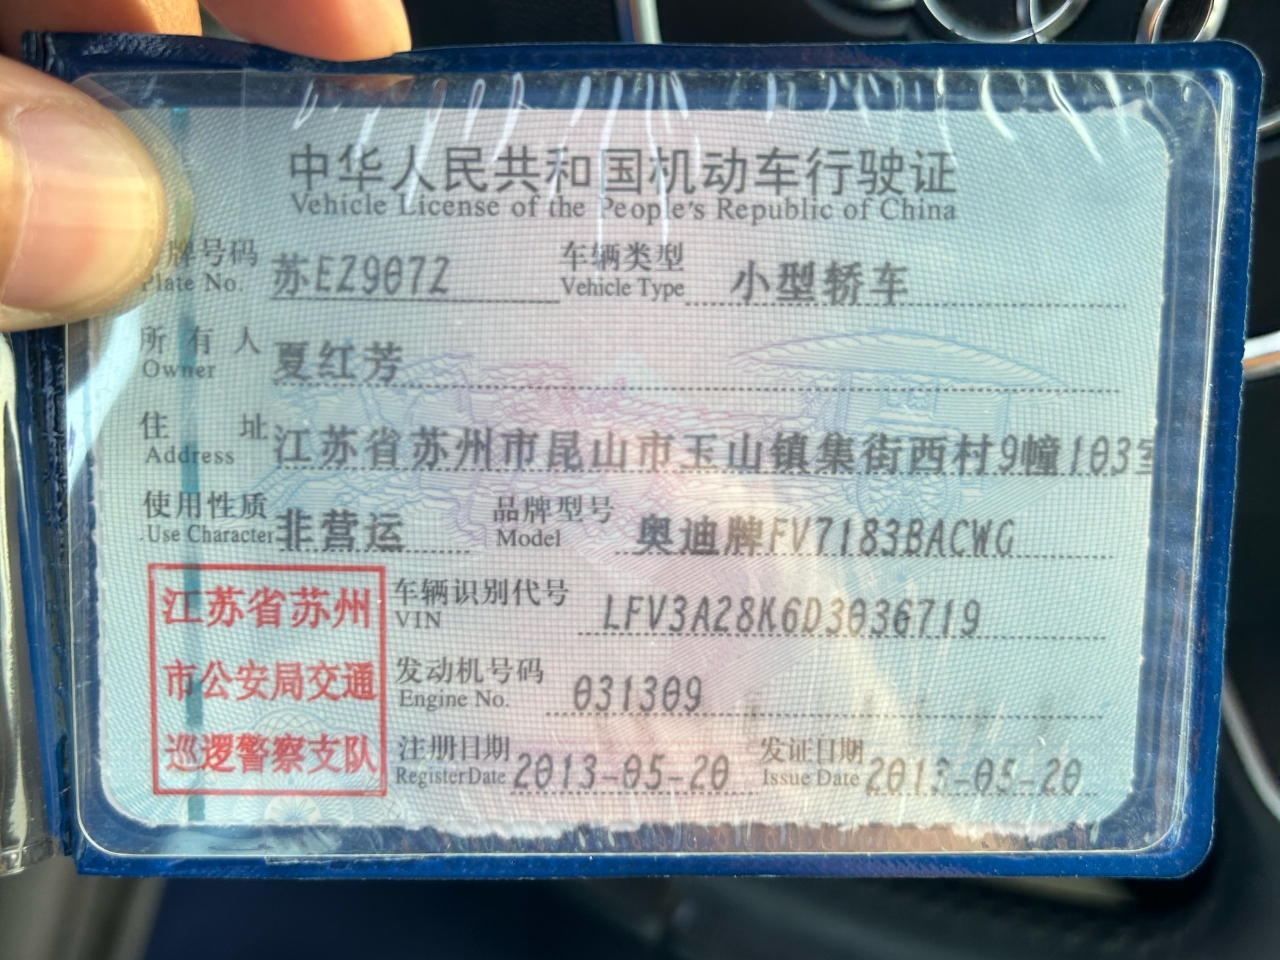 中华人民共和国机动车行驶证
Vehicle License of the People's Republic of China
号牌号码 苏EZ907Z 车辆类型 小型轿车
Plate No. Vehicle Type
所有人 夏红芳
Owner
住址 江苏省苏州市昆山市玉山镇集街西村9幢103室
Address
使用性质 非营运 品牌型号 奥迪牌FV7183BACWG
Use Character Model
江苏省苏州
市公安局交通
巡逻警察支队
车辆识别代号 LFV3A28K6D3036719
VIN
发动机号码 031309
Engine No.
注册日期 2013-05-20 发证日期 2013-05-20
Register Date Issue Date